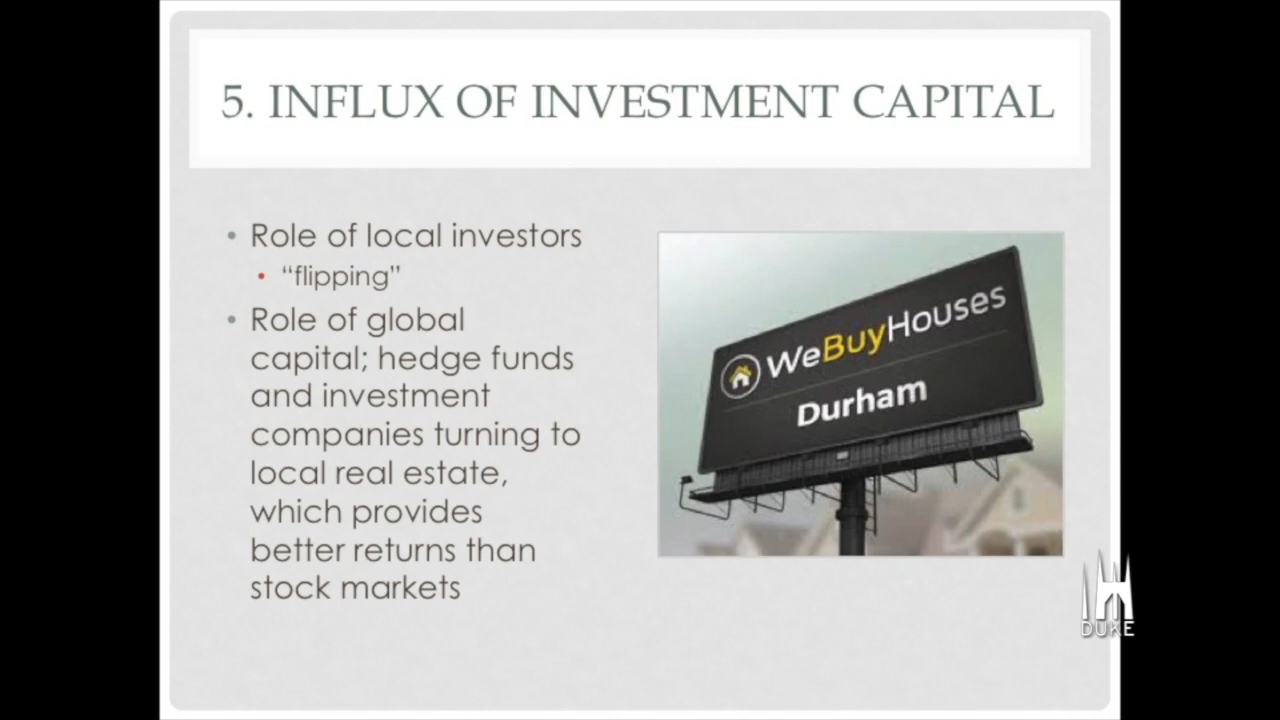 5. INFLUX OF INVESTMENT CAPITAL
• Role of local investors
• “flipping”
• Role of global
capital; hedge funds
and investment
companies turning to
local real estate,
which provides
better returns than
stock markets
WeBuyHouses
Durham
DUKE